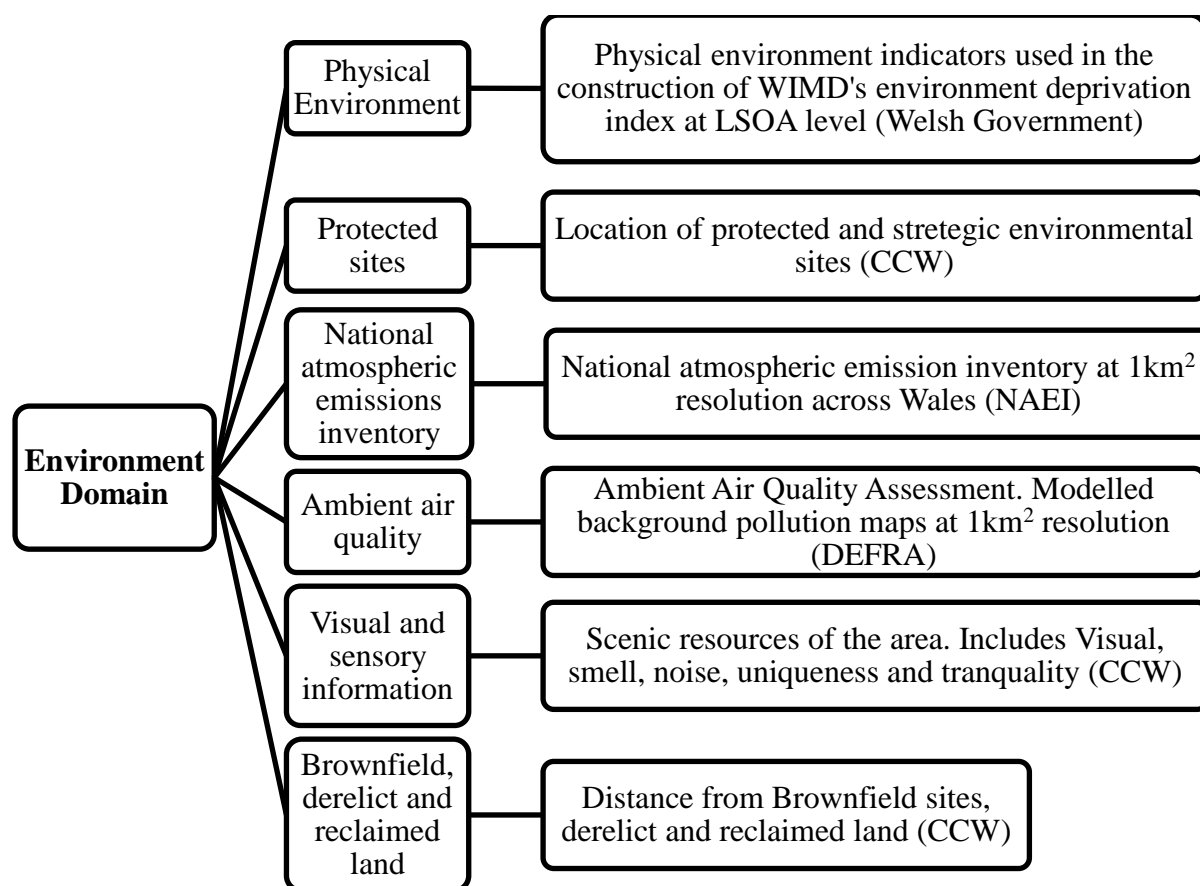 Environment
Domain
Physical
Environment
Physical environment indicators used in the
construction of WIMD's environment deprivation
index at LSOA level (Welsh Government)
Protected
sites
Location of protected and stretegic environmental
sites (CCW)
National
atmospheric
emissions
inventory
National atmospheric emission inventory at 1km²
resolution across Wales (NAEI)
Ambient air
quality
Ambient Air Quality Assessment. Modelled
background pollution maps at 1km² resolution
(DEFRA)
Visual and
sensory
information
Scenic resources of the area. Includes Visual,
smell, noise, uniqueness and tranquality (CCW)
Brownfield,
derelict and
reclaimed
land
Distance from Brownfield sites,
derelict and reclaimed land (CCW)